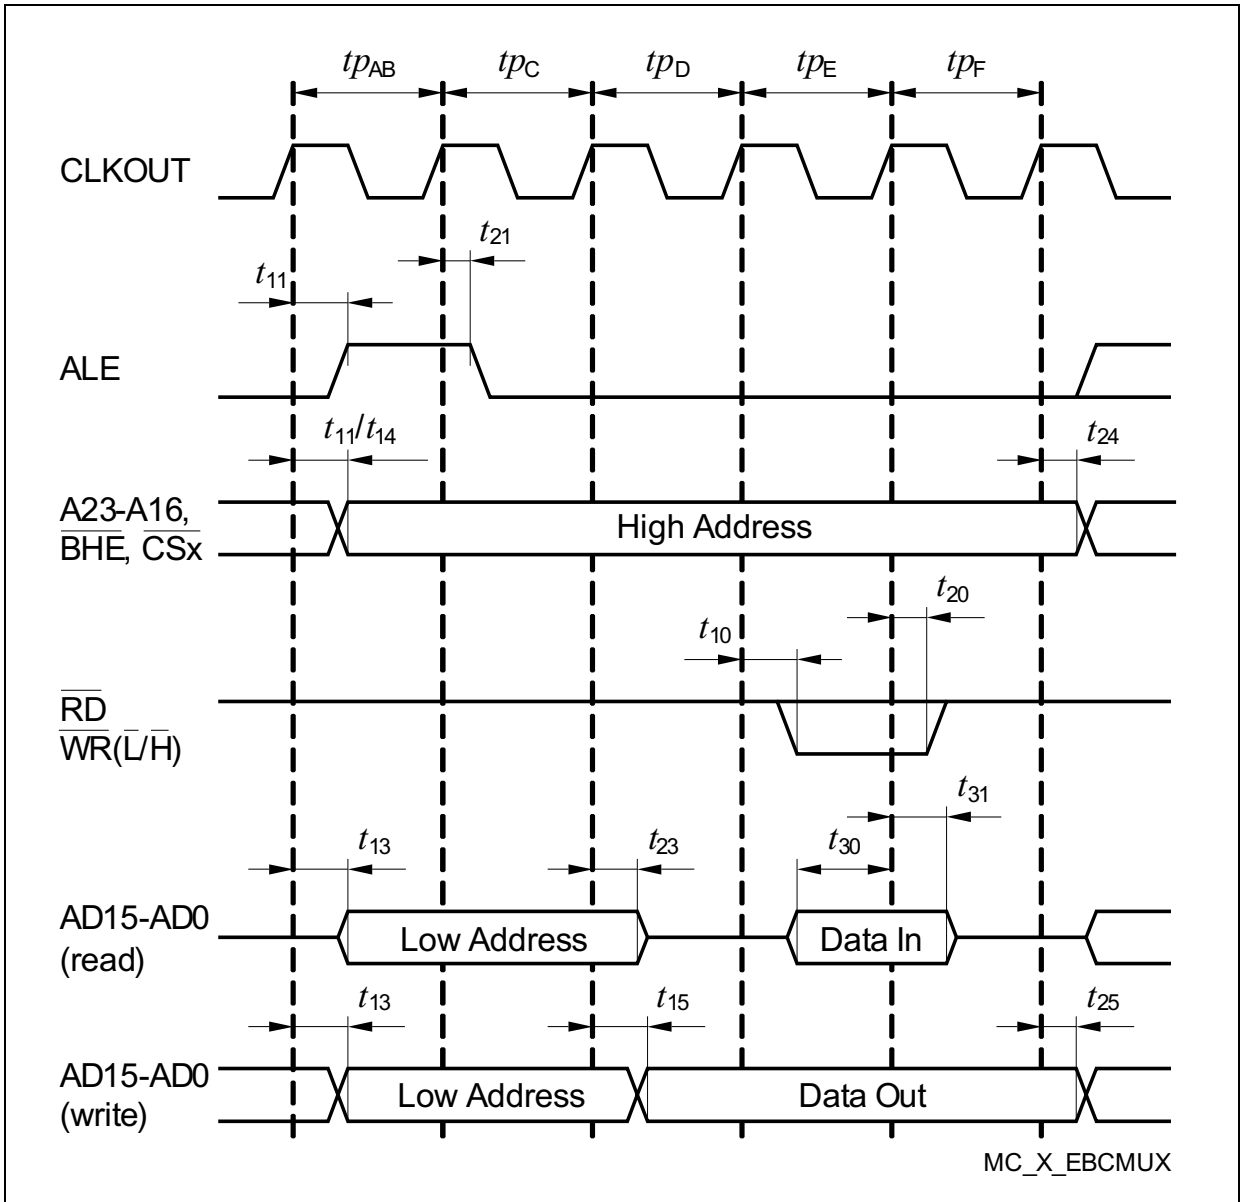 tpAB tpC tpD tpE tpF
CLKOUT
t21
t11
ALE
t11/t14 t24
A23-A16,
BHE, CSx
High Address
t20
t10
RD
WR(L/H)
t31
t13 t23 t30
AD15-AD0
(read)
Low Address Data In
t13 t15 t25
AD15-AD0
(write)
Low Address Data Out
MC_X_EBCMUX